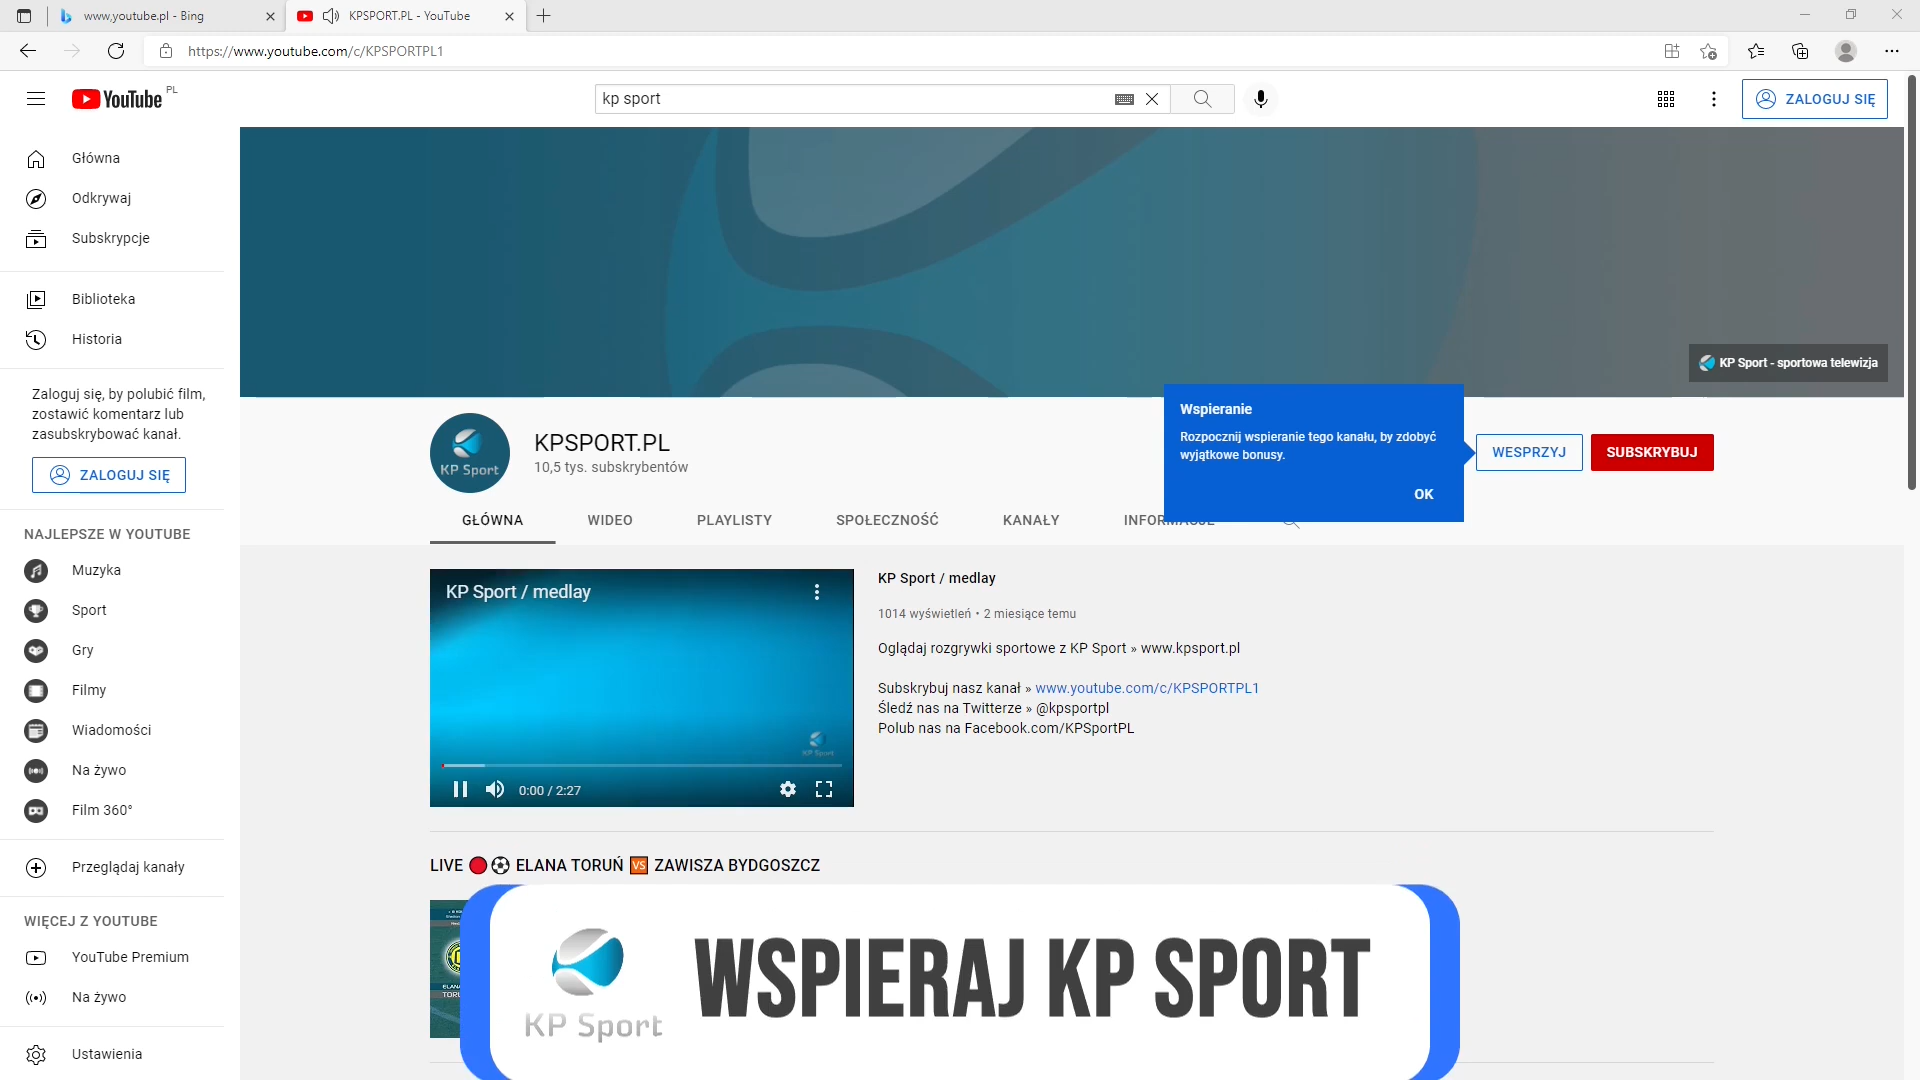 www.youtube.pl - Bing
KPSPORT.PL - YouTube
https://www.youtube.com/c/KPSPORTPL1
YouTube PL
kp sport
ZALOGUJ SIĘ
Główna
Odkrywaj
Subskrypcje
Biblioteka
Historia
Zaloguj się, by polubić film,
zostawić komentarz lub
zasubskrybować kanał.
ZALOGUJ SIĘ
NAJLEPSZE W YOUTUBE
Muzyka
Sport
Gry
Filmy
Wiadomości
Na żywo
Film 360°
Przeglądaj kanały
WIĘCEJ Z YOUTUBE
YouTube Premium
Na żywo
Ustawienia
KP Sport - sportowa telewizja
KP Sport
KPSPORT.PL
10,5 tys. subskrybentów
Wspieranie
Rozpocznij wspieranie tego kanału, by zdobyć
wyjątkowe bonusy.
OK
WESPRZYJ
SUBSKRYBUJ
GŁÓWNA
WIDEO
PLAYLISTY
SPOŁECZNOŚĆ
KANAŁY
INFORMACJE
KP Sport / medlay
KP Sport
0:00 / 2:27
KP Sport / medlay
1014 wyświetleń • 2 miesiące temu
Oglądaj rozgrywki sportowe z KP Sport » www.kpsport.pl
Subskrybuj nasz kanał » www.youtube.com/c/KPSPORTPL1
Śledź nas na Twitterze » @kpsportpl
Polub nas na Facebook.com/KPSportPL
LIVE 🔴⚽ ELANA TORUŃ 🆚 ZAWISZA BYDGOSZCZ
KP Sport
WSPIERAJ KP SPORT